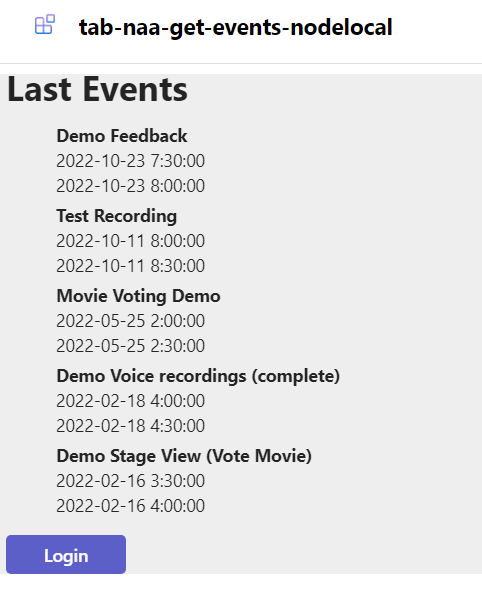 tab-naa-get-events-nodelocal
Last Events
Demo Feedback
2022-10-23 7:30:00
2022-10-23 8:00:00
Test Recording
2022-10-11 8:00:00
2022-10-11 8:30:00
Movie Voting Demo
2022-05-25 2:00:00
2022-05-25 2:30:00
Demo Voice recordings (complete)
2022-02-18 4:00:00
2022-02-18 4:30:00
Demo Stage View (Vote Movie)
2022-02-16 3:30:00
2022-02-16 4:00:00
Login